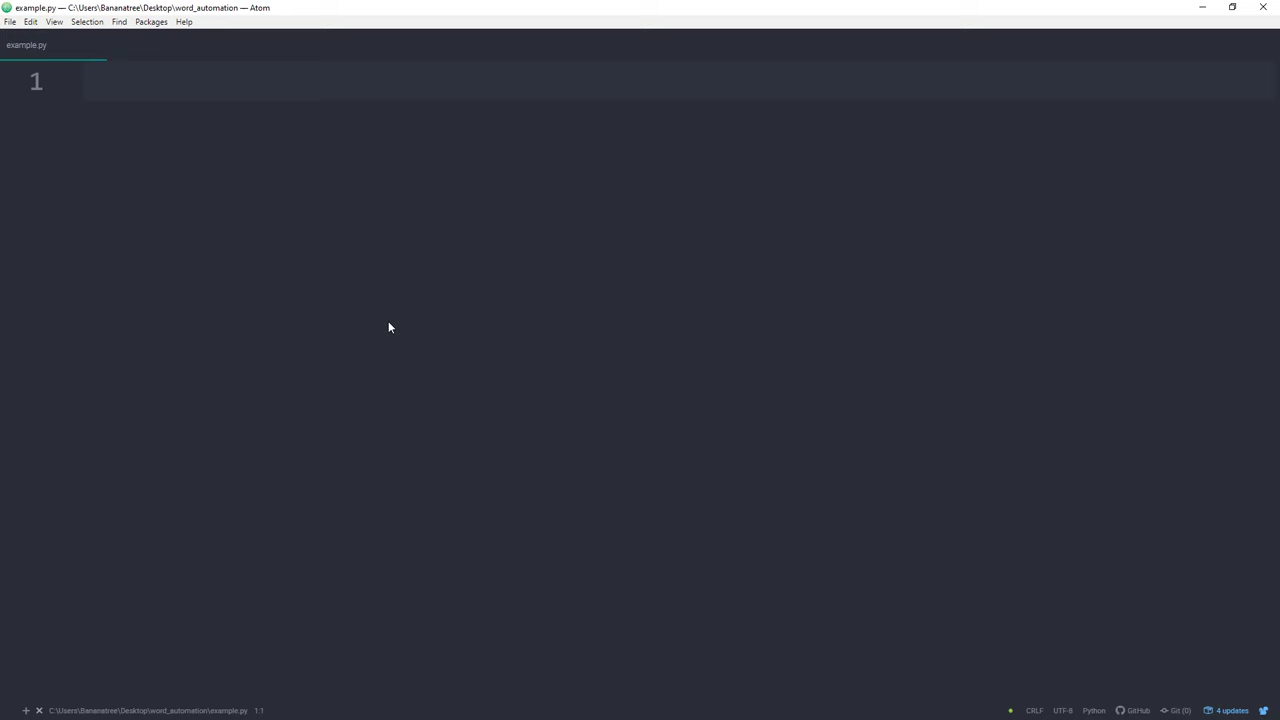 example.py — C:\Users\Bananatree\Desktop\word_automation — Atom
File Edit View Selection Find Packages Help
example.py
1
C:\Users\Bananatree\Desktop\word_automation\example.py 1:1 CRLF UTF-8 Python GitHub Git (0) 4 updates